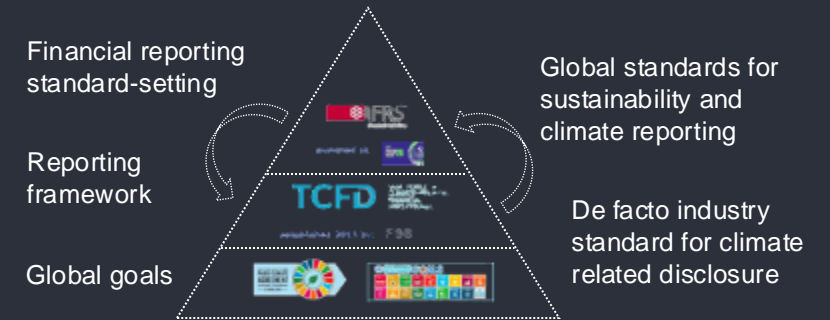 Financial reporting
standard-setting
Global standards for
sustainability and
climate reporting
IFRS
Reporting
framework
TCFD
De facto industry
standard for climate
related disclosure
Global goals